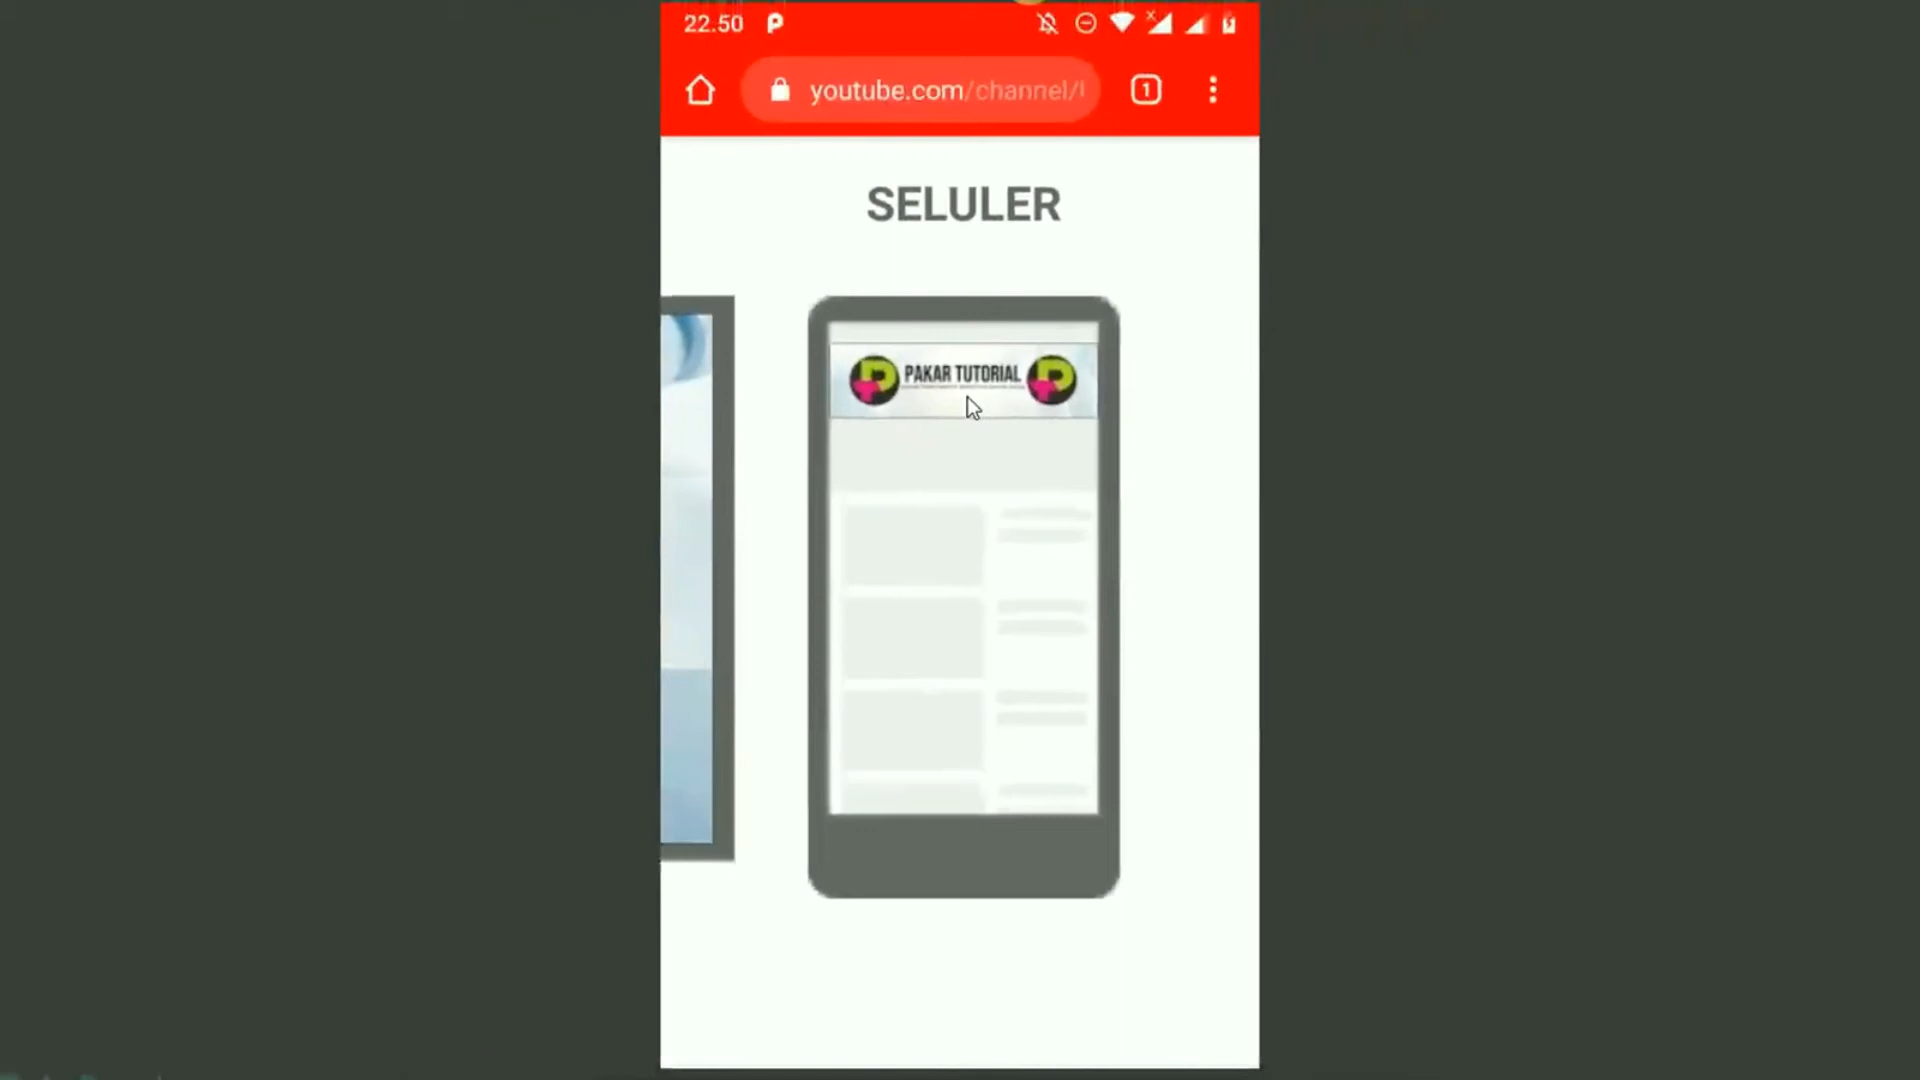 22.50
youtube.com/channel/
1
SELULER
PAKAR TUTORIAL